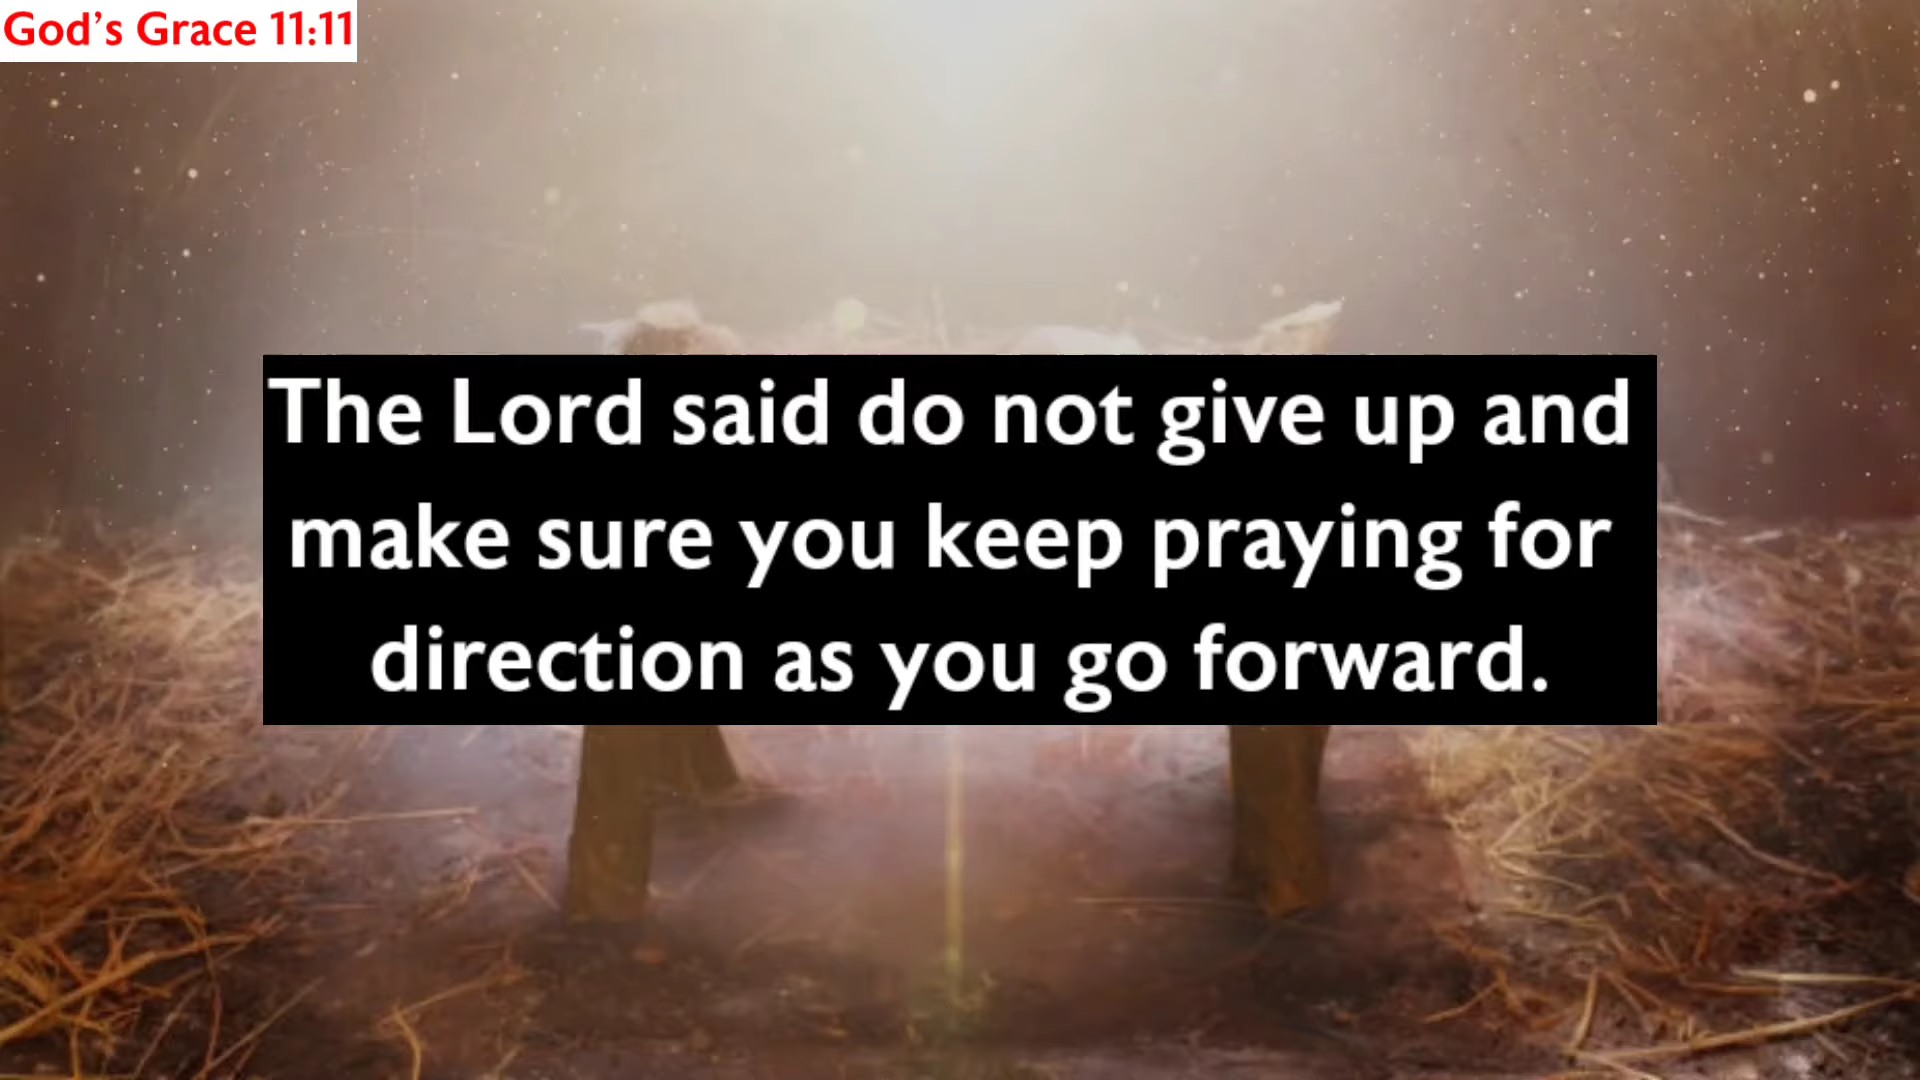 God's Grace 11:11
The Lord said do not give up and
make sure you keep praying for
direction as you go forward.